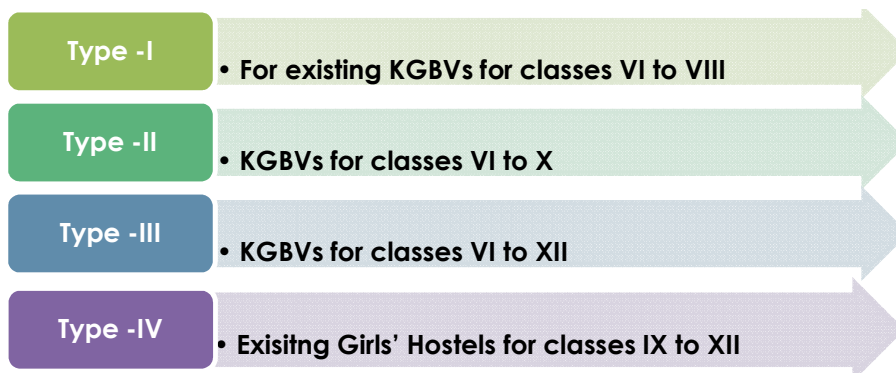 Type -I
• For existing KGBVs for classes VI to VIII
Type -II
• KGBVs for classes VI to X
Type -III
• KGBVs for classes VI to XII
Type -IV
• Exisitng Girls’ Hostels for classes IX to XII